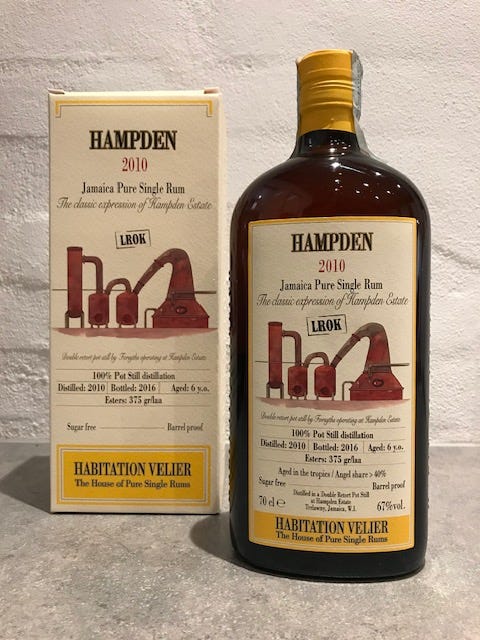 HAMPDEN
2010
Jamaica Pure Single Rum
The classic expression of Hampden Estate
LROK
Double retort pot still by Forsyths operating at Hampden Estate
100% Pot Still distillation
Distilled: 2010 Bottled: 2016 Aged: 6 y.o.
Esters: 375 gr/laa
Sugar free Barrel proof
HABITATION VELIER
The House of Pure Single Rums
HAMPDEN
2010
Jamaica Pure Single Rum
The classic expression of Hampden Estate
LROK
Double retort pot still by Forsyths operating at Hampden Estate
100% Pot Still distillation
Distilled: 2010 Bottled: 2016 Aged: 6 y.o.
Esters: 375 gr/laa
Aged in the tropics / Angel share > 40%
Sugar free Barrel proof
Distilled in a Double Retort Pot Still
at Hampden Estate
Trelawny, Jamaica, W.I.
70 cl e 67%vol.
HABITATION VELIER
The House of Pure Single Rums